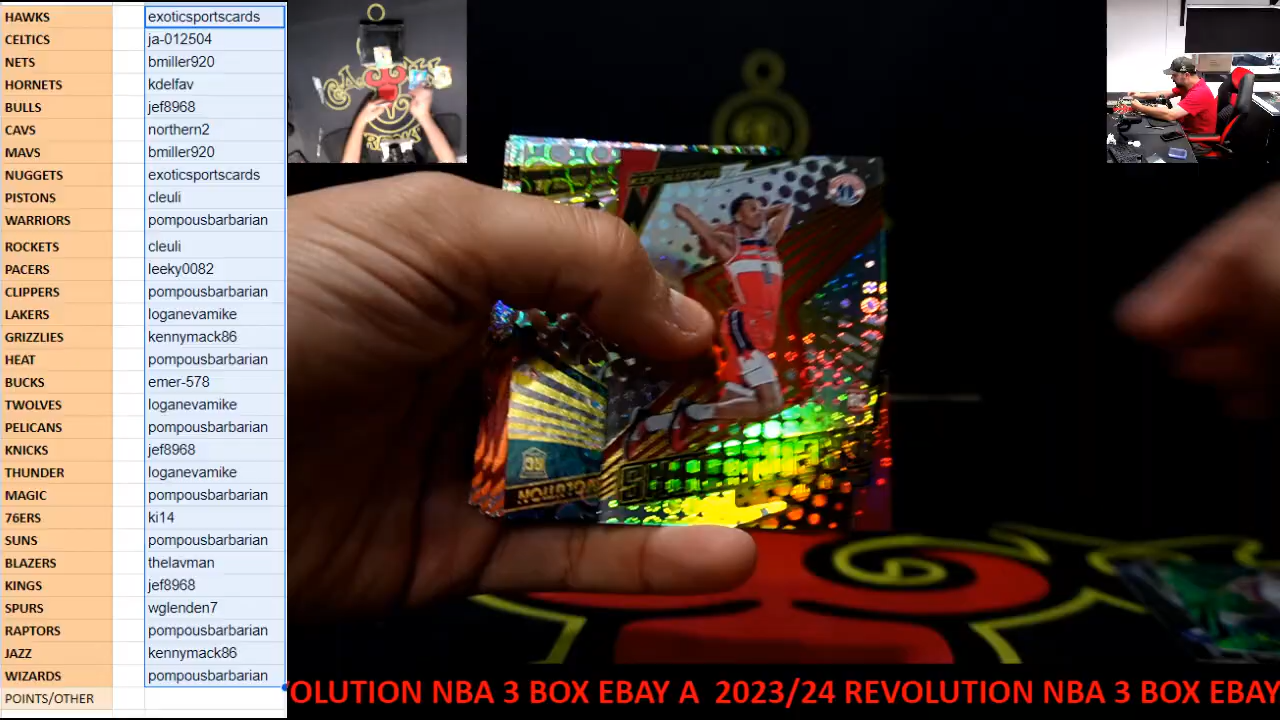 HAWKS exoticsportscards
CELTICS ja-012504
NETS bmiller920
HORNETS kdelfav
BULLS jef8968
CAVS northern2
MAVS bmiller920
NUGGETS exoticsportscards
PISTONS cleuli
WARRIORS pompousbarbarian
ROCKETS cleuli
PACERS leeky0082
CLIPPERS pompousbarbarian
LAKERS loganevamike
GRIZZLIES kennymack86
HEAT pompousbarbarian
BUCKS emer-578
TWOLVES loganevamike
PELICANS pompousbarbarian
KNICKS jef8968
THUNDER loganevamike
MAGIC pompousbarbarian
76ERS ki14
SUNS pompousbarbarian
BLAZERS thelavman
KINGS jef8968
SPURS wglenden7
RAPTORS pompousbarbarian
JAZZ kennymack86
WIZARDS pompousbarbarian
POINTS/OTHER
OLUTION NBA 3 BOX EBAY A 2023/24 REVOLUTION NBA 3 BOX EBAY